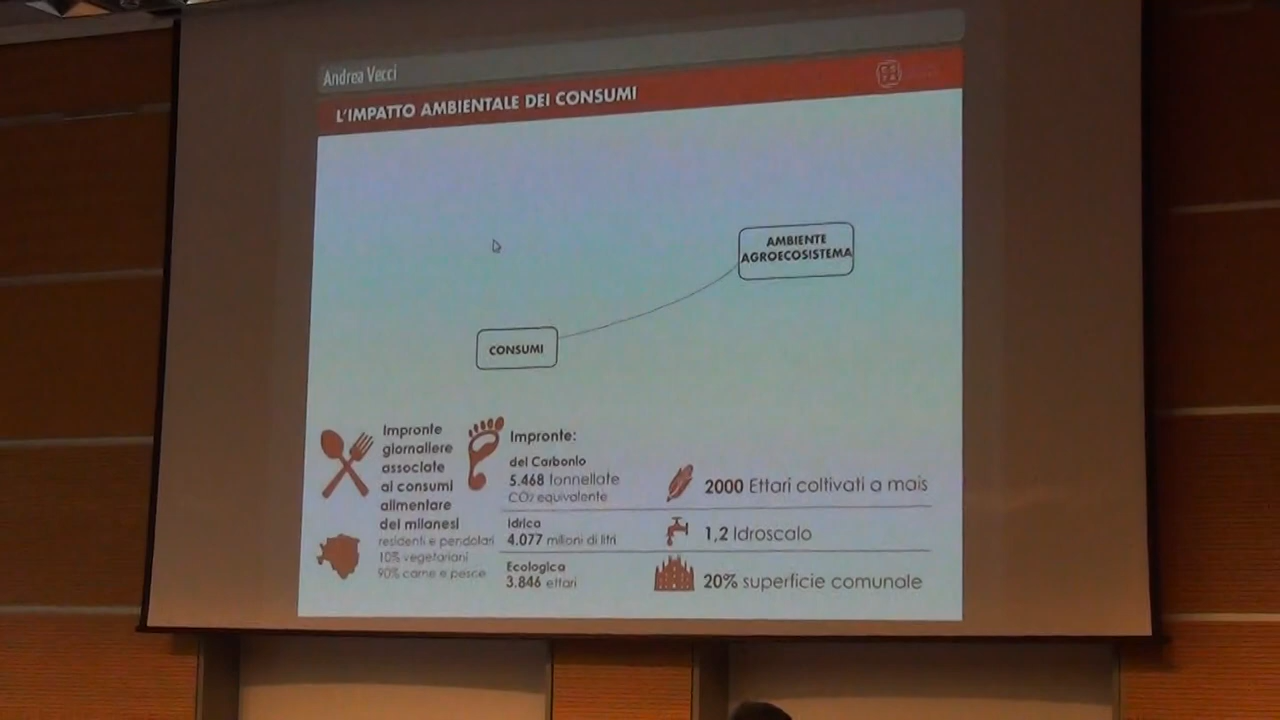 Andrea Vecci
L'IMPATTO AMBIENTALE DEI CONSUMI
AMBIENTE
AGROECOSISTEMA
CONSUMI
Impronte
giornaliere
associate
ai consumi
alimentare
dei milanesi
residenti e pendolari
10% vegetariani
90% carne e pesce
Impronte:
del Carbonio
5.468 tonnellate
CO2 equivalente
2000 Ettari coltivati a mais
Idrica
4.077 milioni di litri
1,2 Idroscalo
Ecologica
3.846 ettari
20% superficie comunale